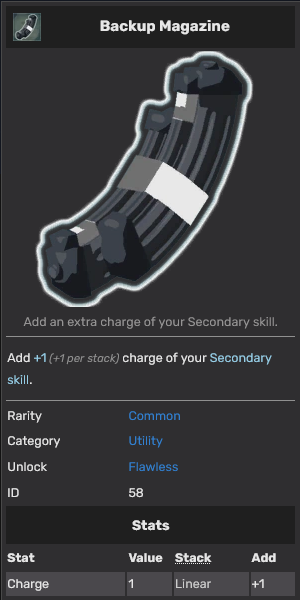 Backup Magazine
Add an extra charge of your Secondary skill.
Add +1 (+1 per stack) charge of your Secondary
skill.
Rarity Common
Category Utility
Unlock Flawless
ID 58
Stats
Stat Value Stack Add
Charge 1 Linear +1